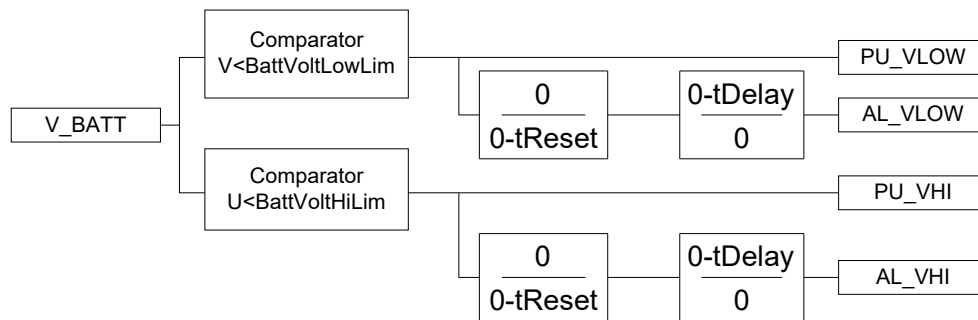 Comparator
V<BattVoltLowLim
PU_VLOW
0
0-tReset
0-tDelay
0
AL_VLOW
V_BATT
Comparator
U<BattVoltHiLim
PU_VHI
0
0-tReset
0-tDelay
0
AL_VHI